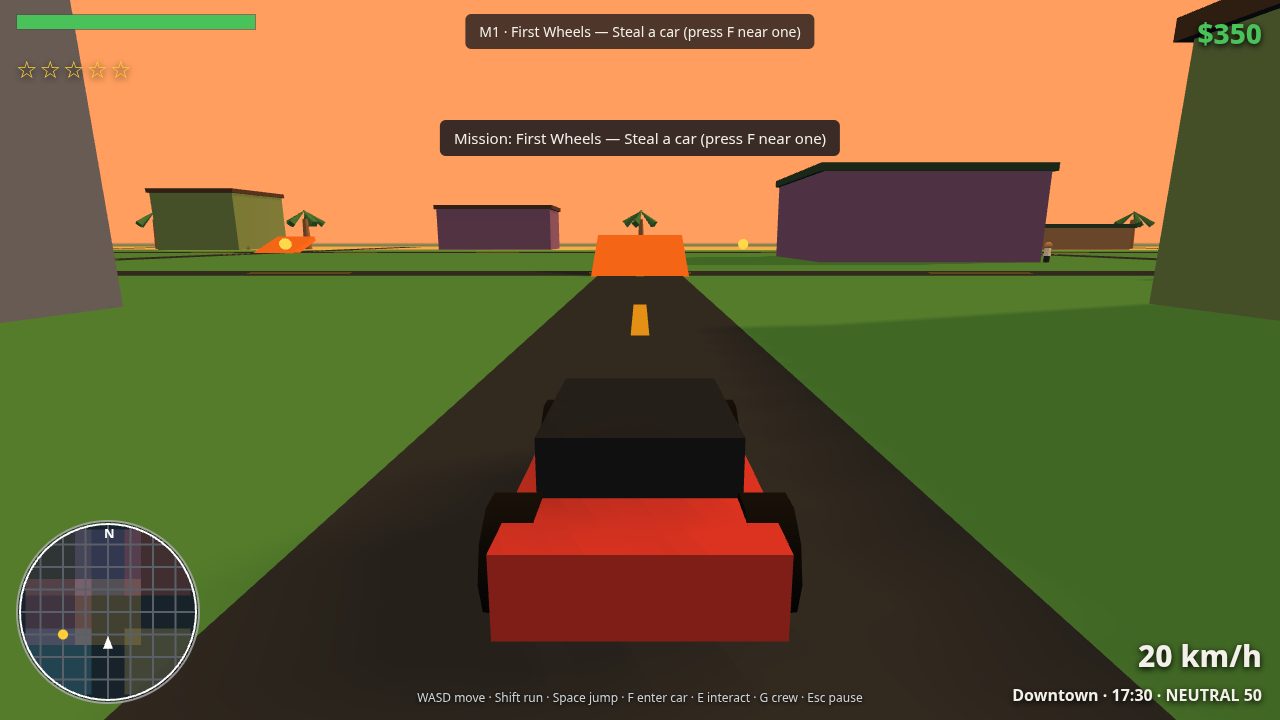 M1 · First Wheels — Steal a car (press F near one)
$350
☆☆☆☆☆
Mission: First Wheels — Steal a car (press F near one)
N
20 km/h
WASD move · Shift run · Space jump · F enter car · E interact · G crew · Esc pause
Downtown · 17:30 · NEUTRAL 50